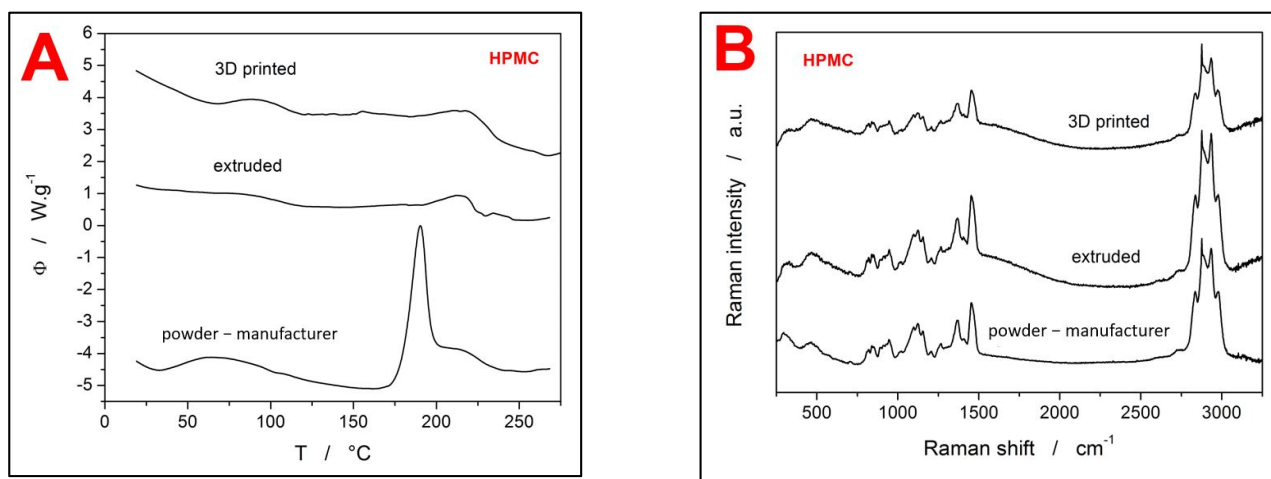 A
HPMC
3D printed
extruded
powder – manufacturer
6
5
4
3
2
1
0
-1
-2
-3
-4
-5
Φ / W.g⁻¹
0 50 100 150 200 250
T / °C
B
HPMC
3D printed
extruded
powder – manufacturer
Raman intensity / a.u.
500 1000 1500 2000 2500 3000
Raman shift / cm⁻¹